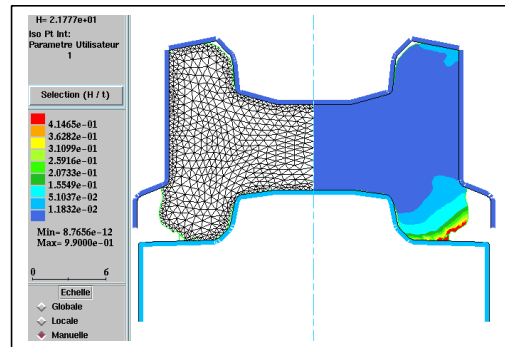 H= 2.1777e+01
Iso Pt Int:
Parametre Utilisateur
1
Selection (H / t)
4.1465e-01
3.6282e-01
3.1099e-01
2.5916e-01
2.0733e-01
1.5549e-01
5.1037e-02
1.1832e-02
Min= 8.7656e-12
Max= 9.9000e-01
0 6
Echelle
Globale
Locale
Manuelle